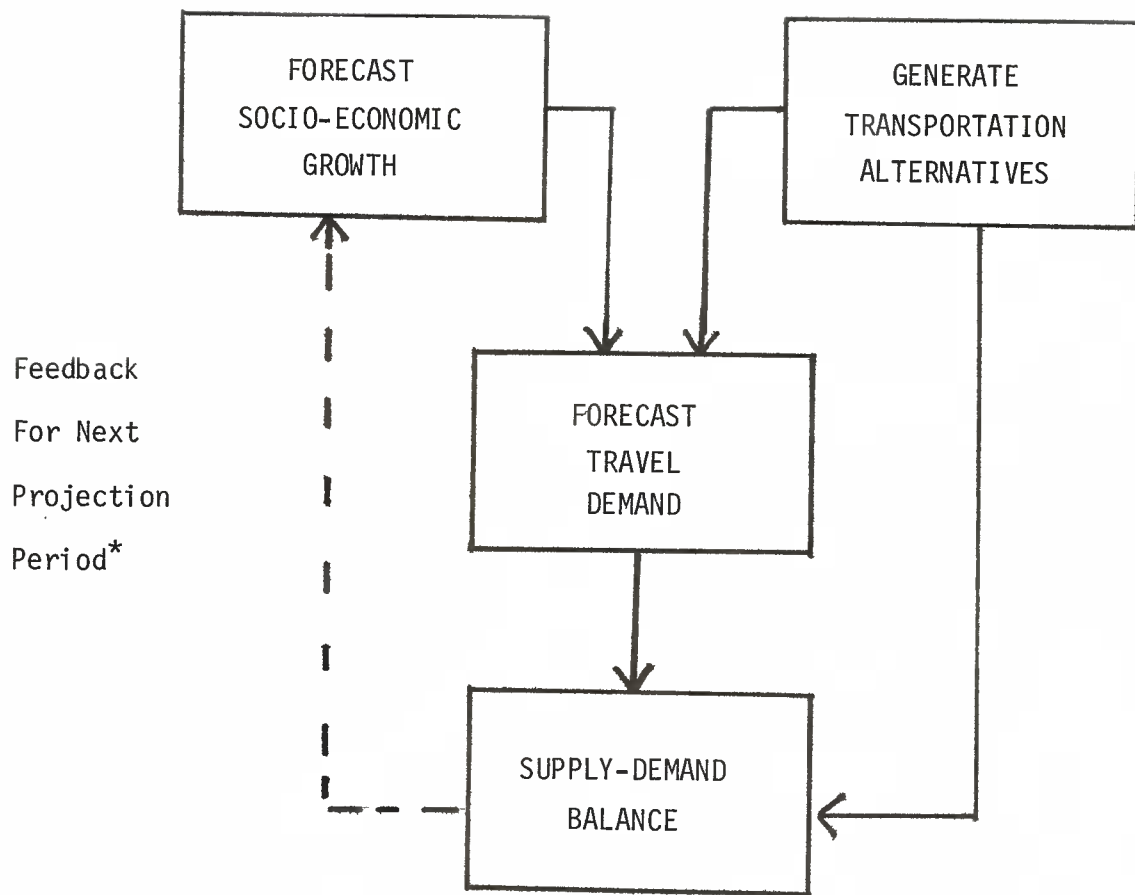 FORECAST
SOCIO-ECONOMIC
GROWTH
GENERATE
TRANSPORTATION
ALTERNATIVES
Feedback
For Next
Projection
Period*
FORECAST
TRAVEL
DEMAND
SUPPLY-DEMAND
BALANCE